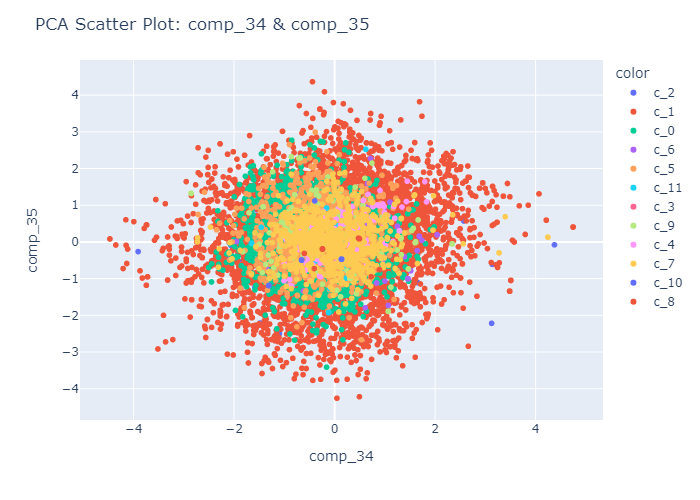 PCA Scatter Plot: comp_34 & comp_35
color
c_2
c_1
c_0
c_6
c_5
c_11
c_3
c_9
c_4
c_7
c_10
c_8
comp_35
4
3
2
1
0
−1
−2
−3
−4
−4
−2
0
2
4
comp_34